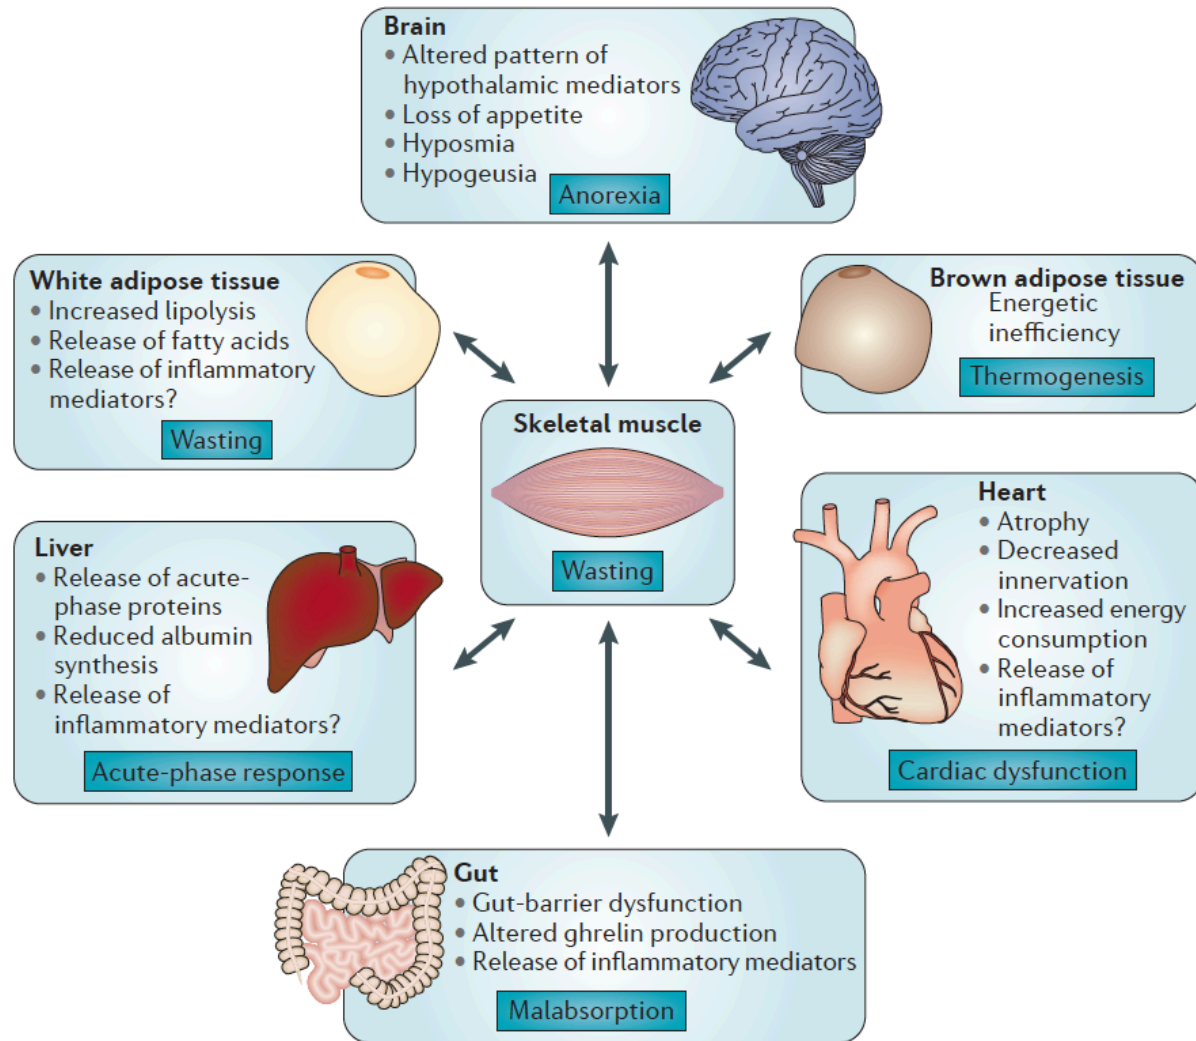 Brain
• Altered pattern of
hypothalamic mediators
• Loss of appetite
• Hyposmia
• Hypogeusia
Anorexia
White adipose tissue
• Increased lipolysis
• Release of fatty acids
• Release of inflammatory
mediators?
Wasting
Brown adipose tissue
Energetic
inefficiency
Thermogenesis
Skeletal muscle
Wasting
Liver
• Release of acute-
phase proteins
• Reduced albumin
synthesis
• Release of
inflammatory mediators?
Acute-phase response
Heart
• Atrophy
• Decreased
innervation
• Increased energy
consumption
• Release of
inflammatory
mediators?
Cardiac dysfunction
Gut
• Gut-barrier dysfunction
• Altered ghrelin production
• Release of inflammatory mediators
Malabsorption